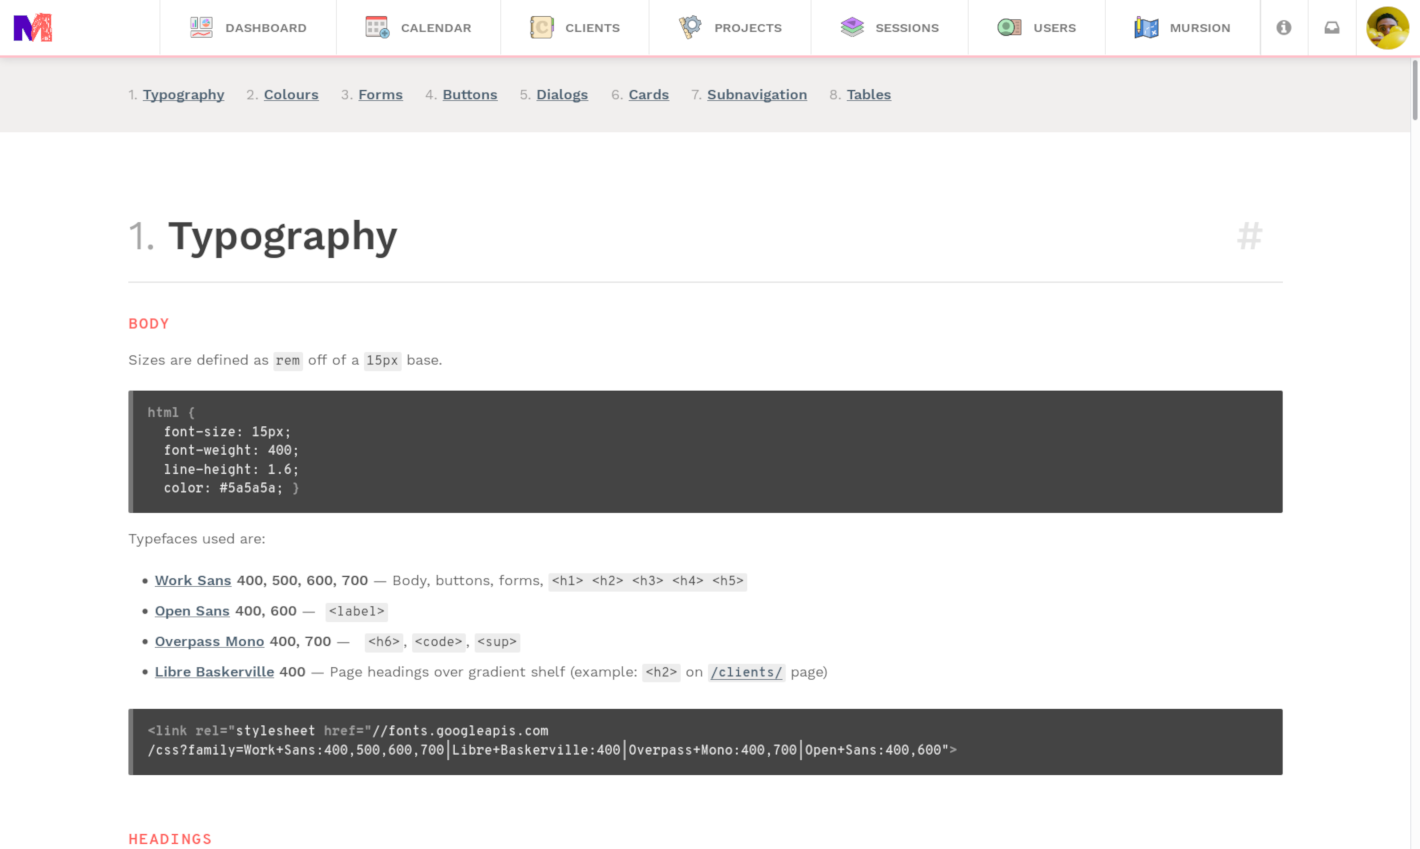 DASHBOARD CALENDAR CLIENTS PROJECTS SESSIONS USERS MURSION
1. Typography 2. Colours 3. Forms 4. Buttons 5. Dialogs 6. Cards 7. Subnavigation 8. Tables
1. Typography #
BODY
Sizes are defined as rem off of a 15px base.
html {
  font-size: 15px;
  font-weight: 400;
  line-height: 1.6;
  color: #5a5a5a; }
Typefaces used are:
• Work Sans 400, 500, 600, 700 — Body, buttons, forms, <h1> <h2> <h3> <h4> <h5>
• Open Sans 400, 600 — <label>
• Overpass Mono 400, 700 — <h6>, <code>, <sup>
• Libre Baskerville 400 — Page headings over gradient shelf (example: <h2> on /clients/ page)
<link rel="stylesheet href="//fonts.googleapis.com
/css?family=Work+Sans:400,500,600,700|Libre+Baskerville:400|Overpass+Mono:400,700|Open+Sans:400,600">
HEADINGS